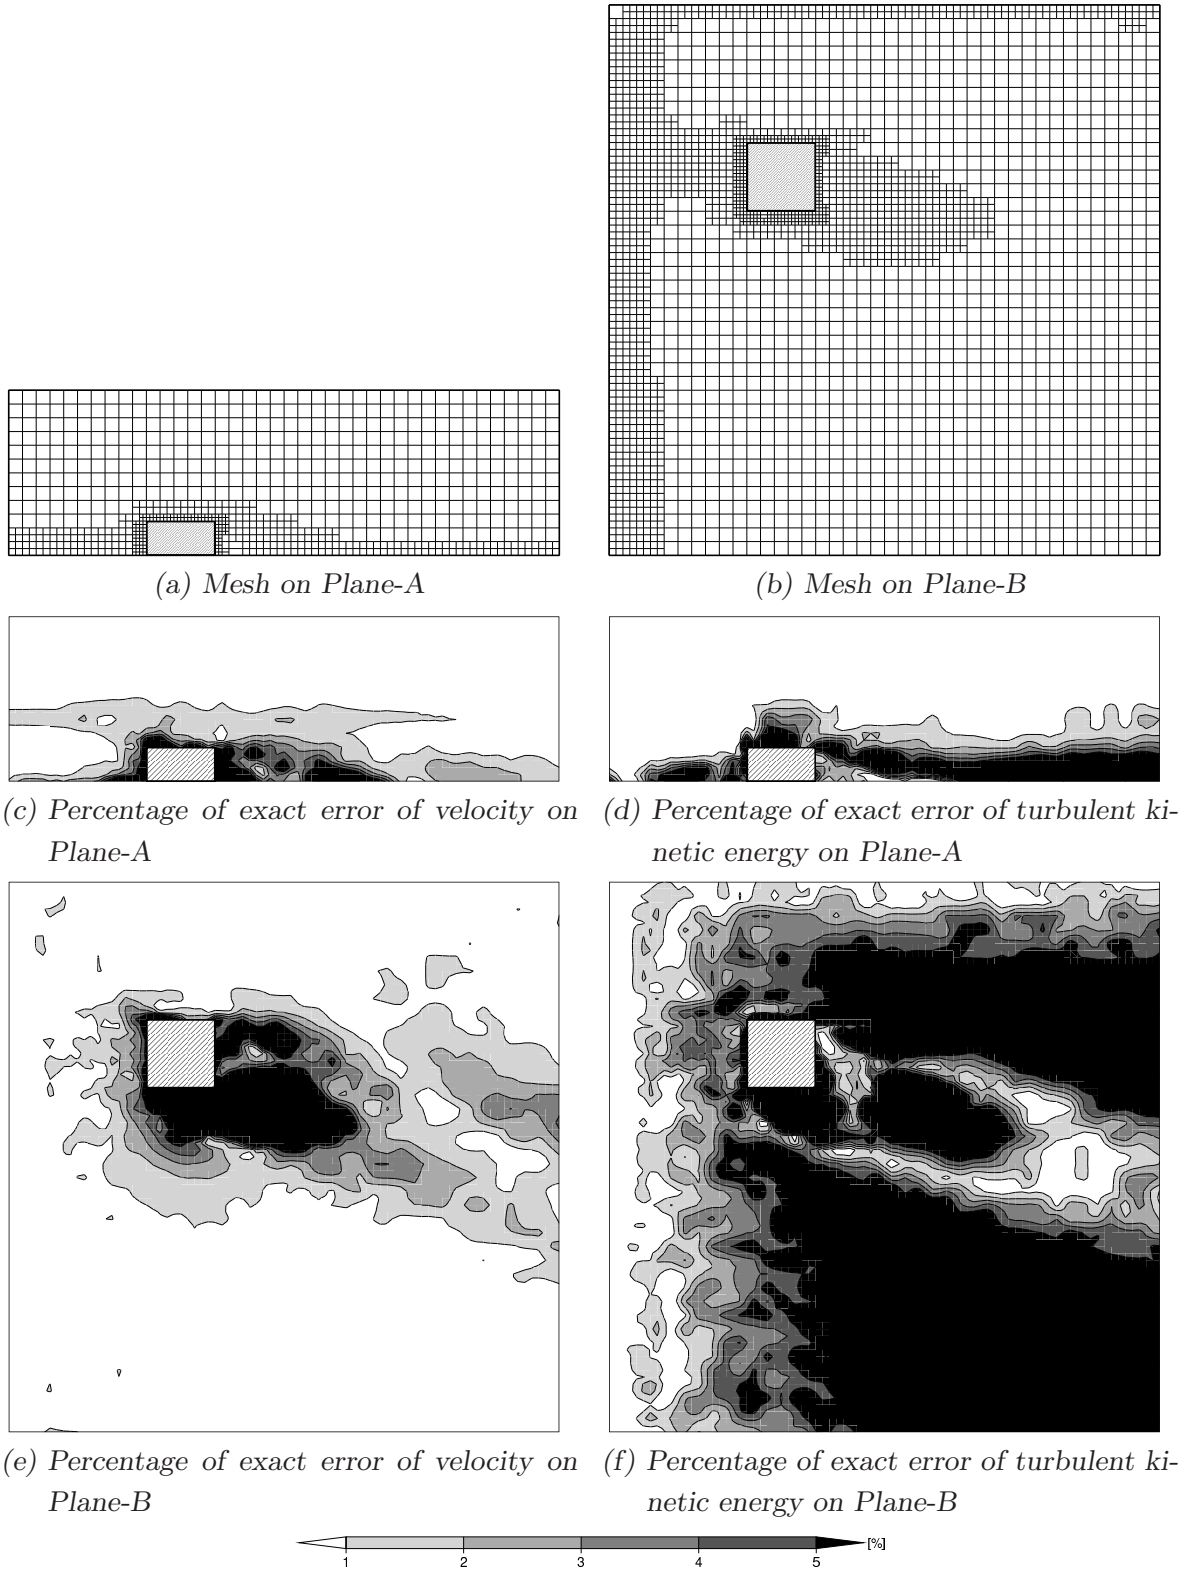 (a) Mesh on Plane-A
(b) Mesh on Plane-B
(c) Percentage of exact error of velocity on
Plane-A
(d) Percentage of exact error of turbulent ki-
netic energy on Plane-A
(e) Percentage of exact error of velocity on
Plane-B
(f) Percentage of exact error of turbulent ki-
netic energy on Plane-B
1 2 3 4 5 [%]